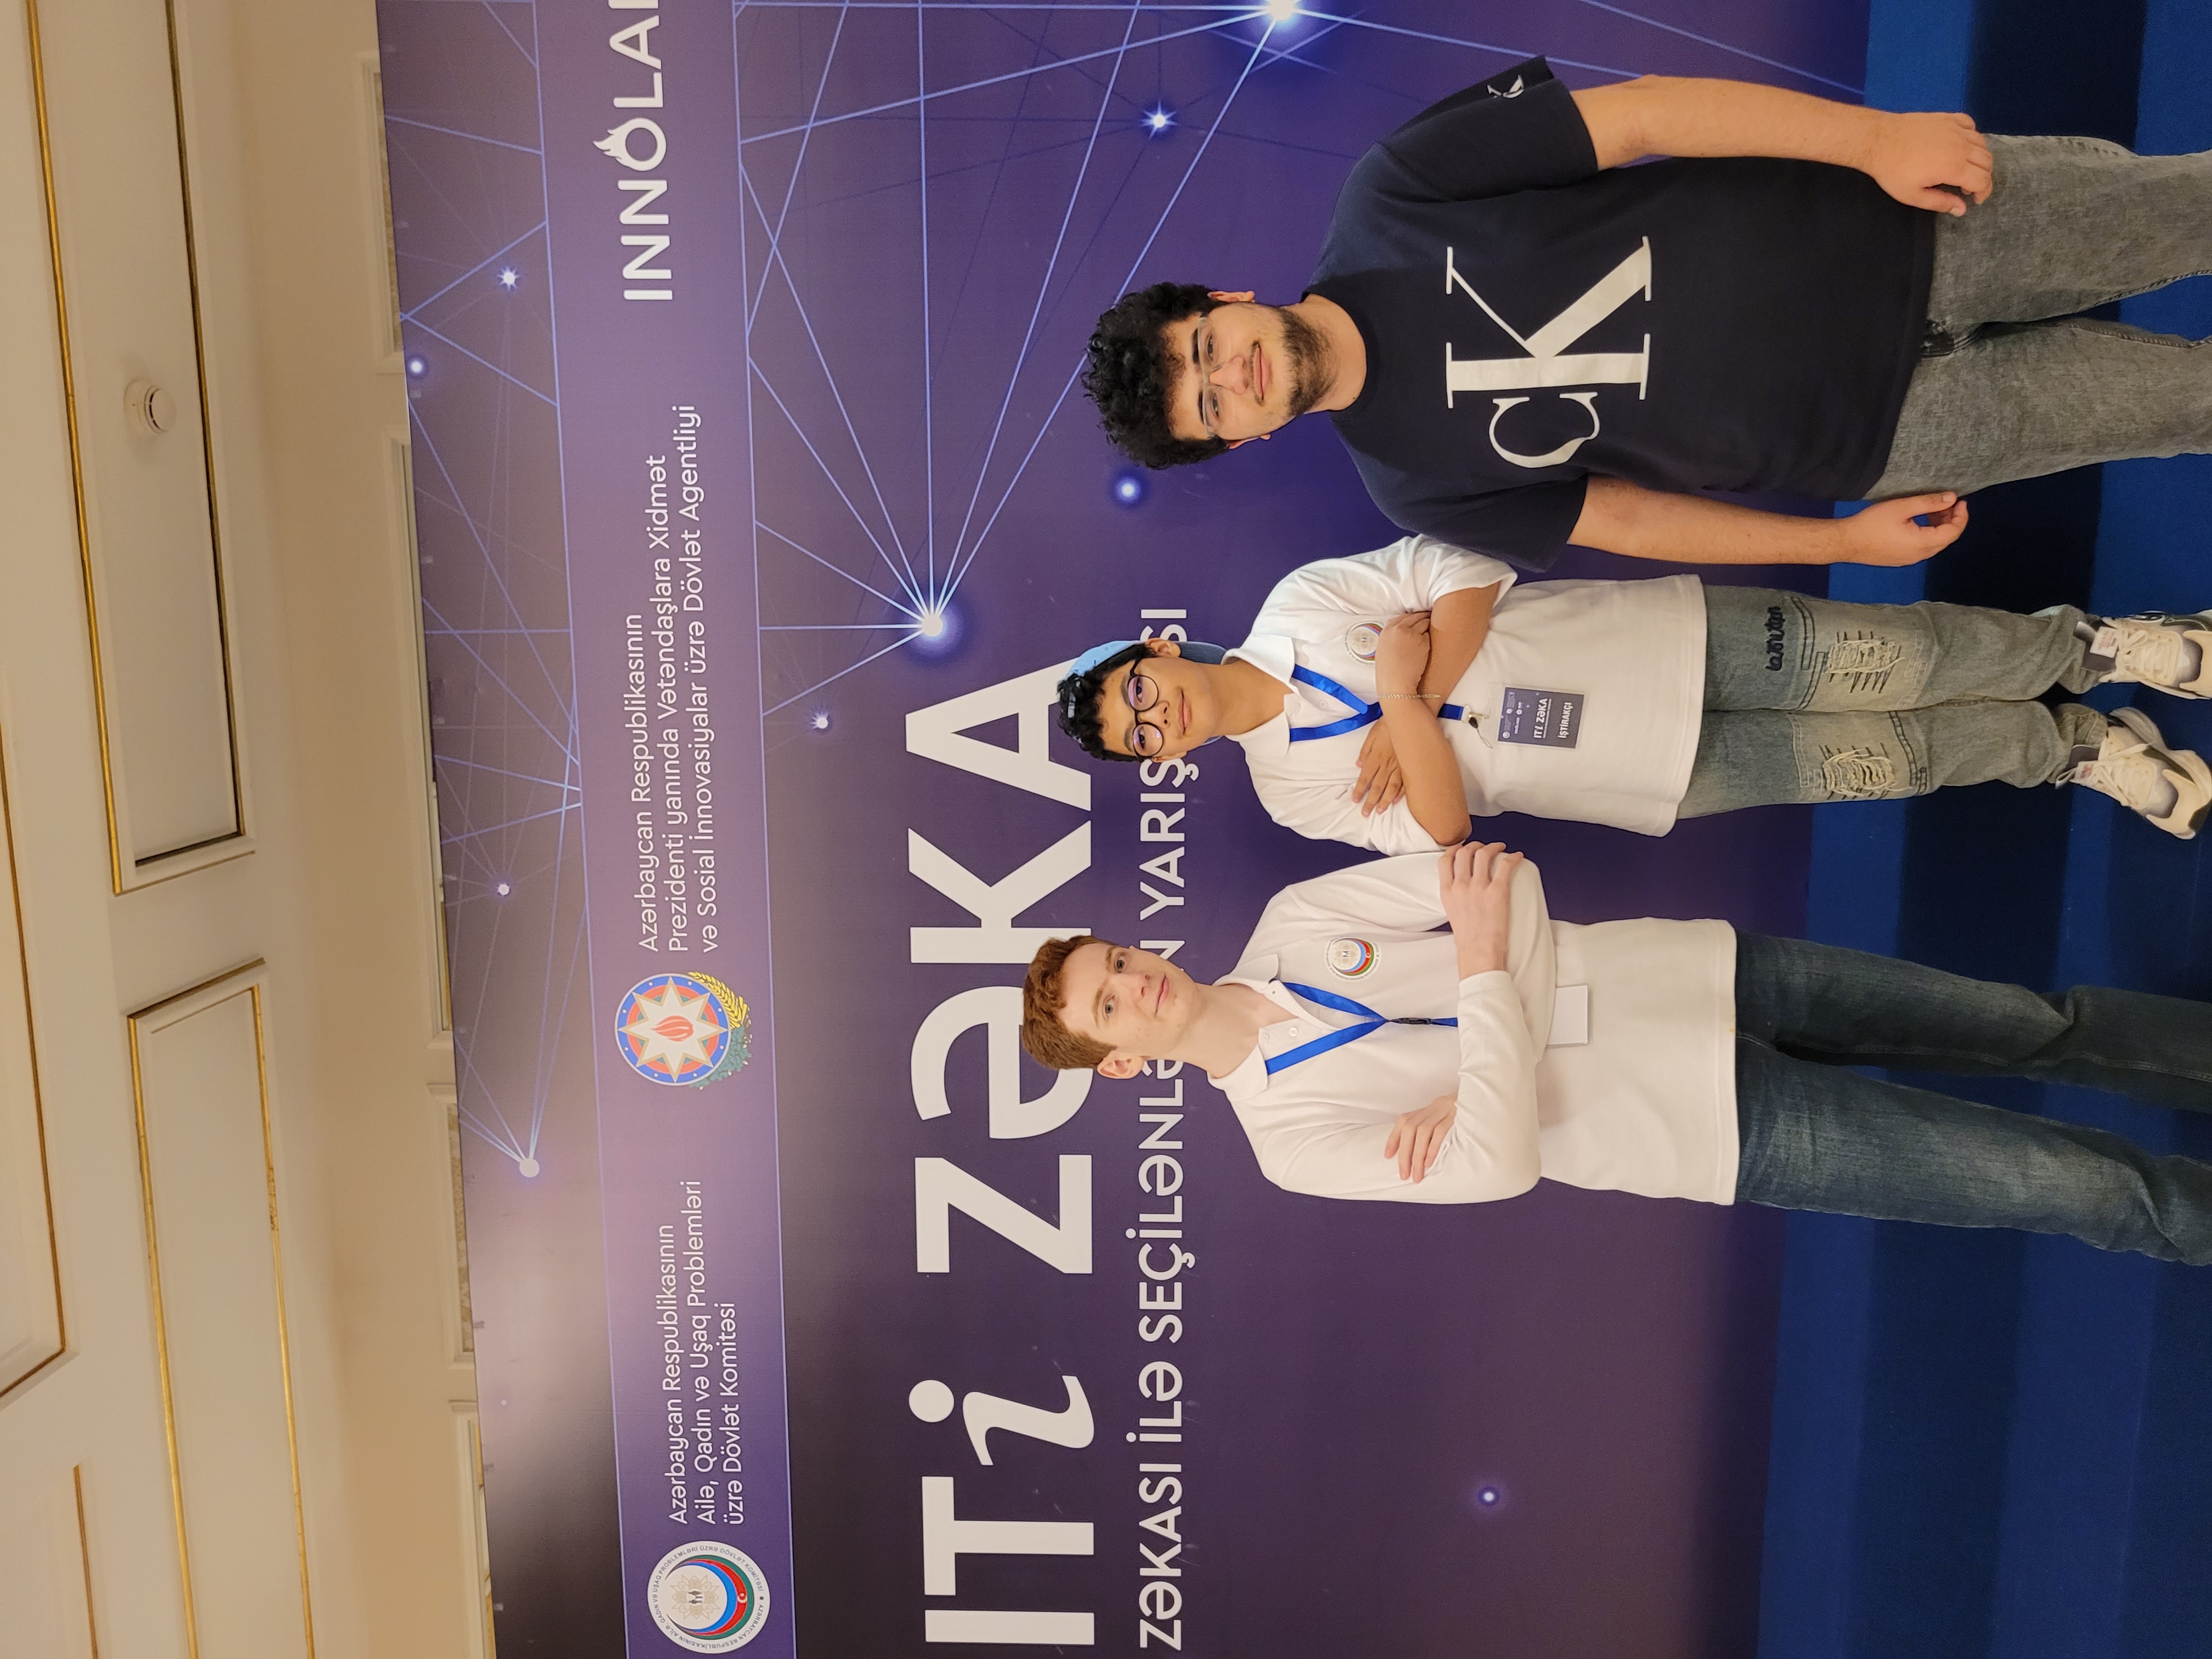 Azərbaycan Respublikasının
Ailə, Qadın və Uşaq Problemləri
üzrə Dövlət Komitəsi
Azərbaycan Respublikasının
Prezidenti yanında Vətəndaşlara Xidmət
və Sosial İnnovasiyalar üzrə Dövlət Agentliyi
INNOLA
ITi ZƏKA
ZƏKASI İLƏ SEÇİLƏNLƏ N YARIŞ SI
CK
K
ITi ZƏKA
İŞTİRAKÇI